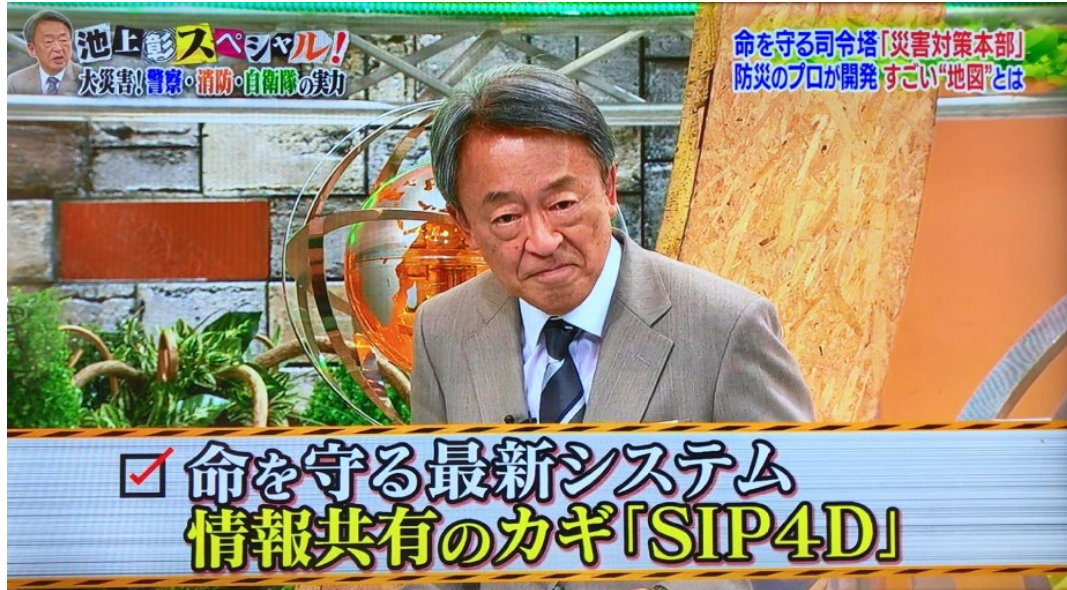 池上彰スペシャル!
大災害!警察・消防・自衛隊の実力
命を守る司令塔「災害対策本部」
防災のプロが開発 すごい“地図”とは
命を守る最新システム
情報共有のカギ「SIP4D」